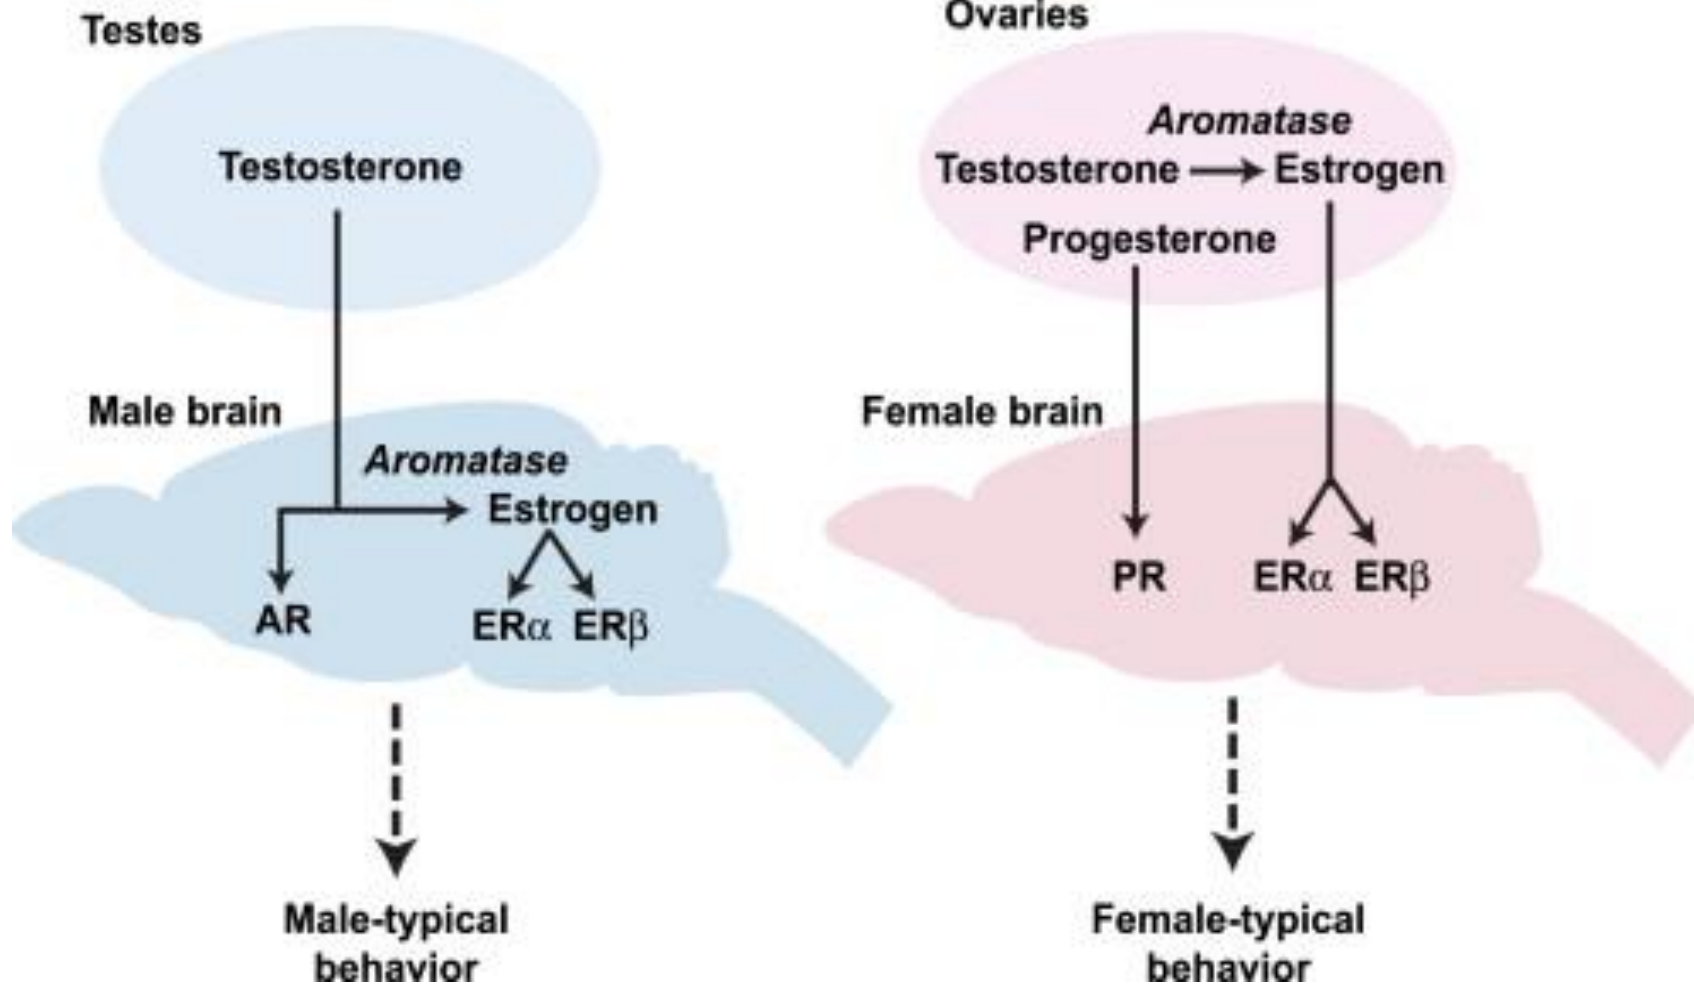 Testes
Testosterone
Male brain
Aromatase
Estrogen
AR
ERα ERβ
Male-typical
behavior
Ovaries
Aromatase
Testosterone Estrogen
Progesterone
Female brain
PR
ERα ERβ
Female-typical
behavior